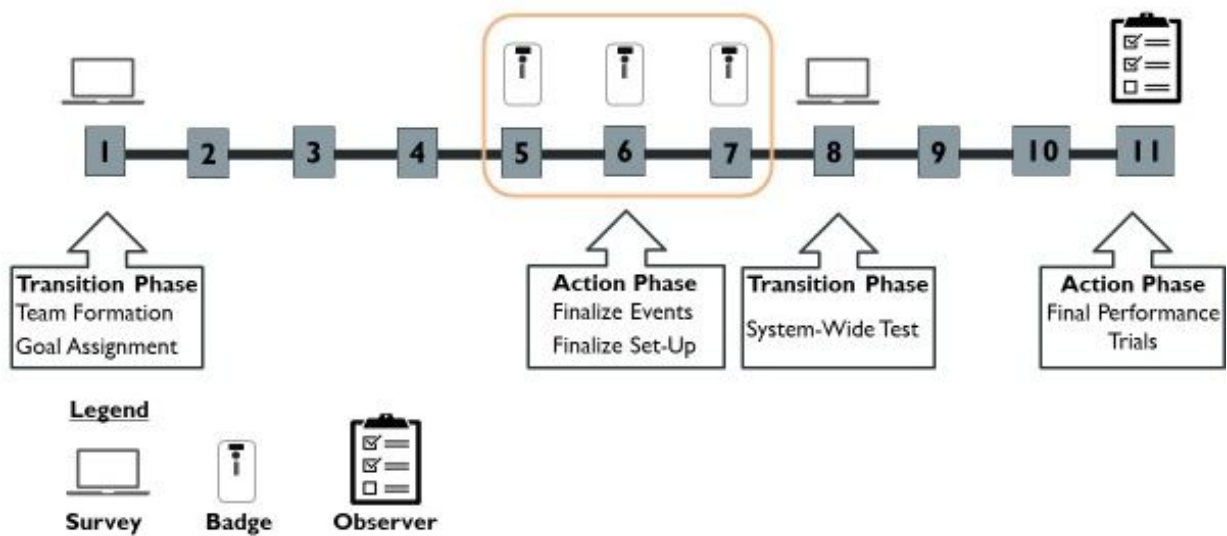 1 2 3 4 5 6 7 8 9 10 11
Transition Phase
Team Formation
Goal Assignment
Action Phase
Finalize Events
Finalize Set-Up
Transition Phase
System-Wide Test
Action Phase
Final Performance
Trials
Legend
Survey Badge Observer